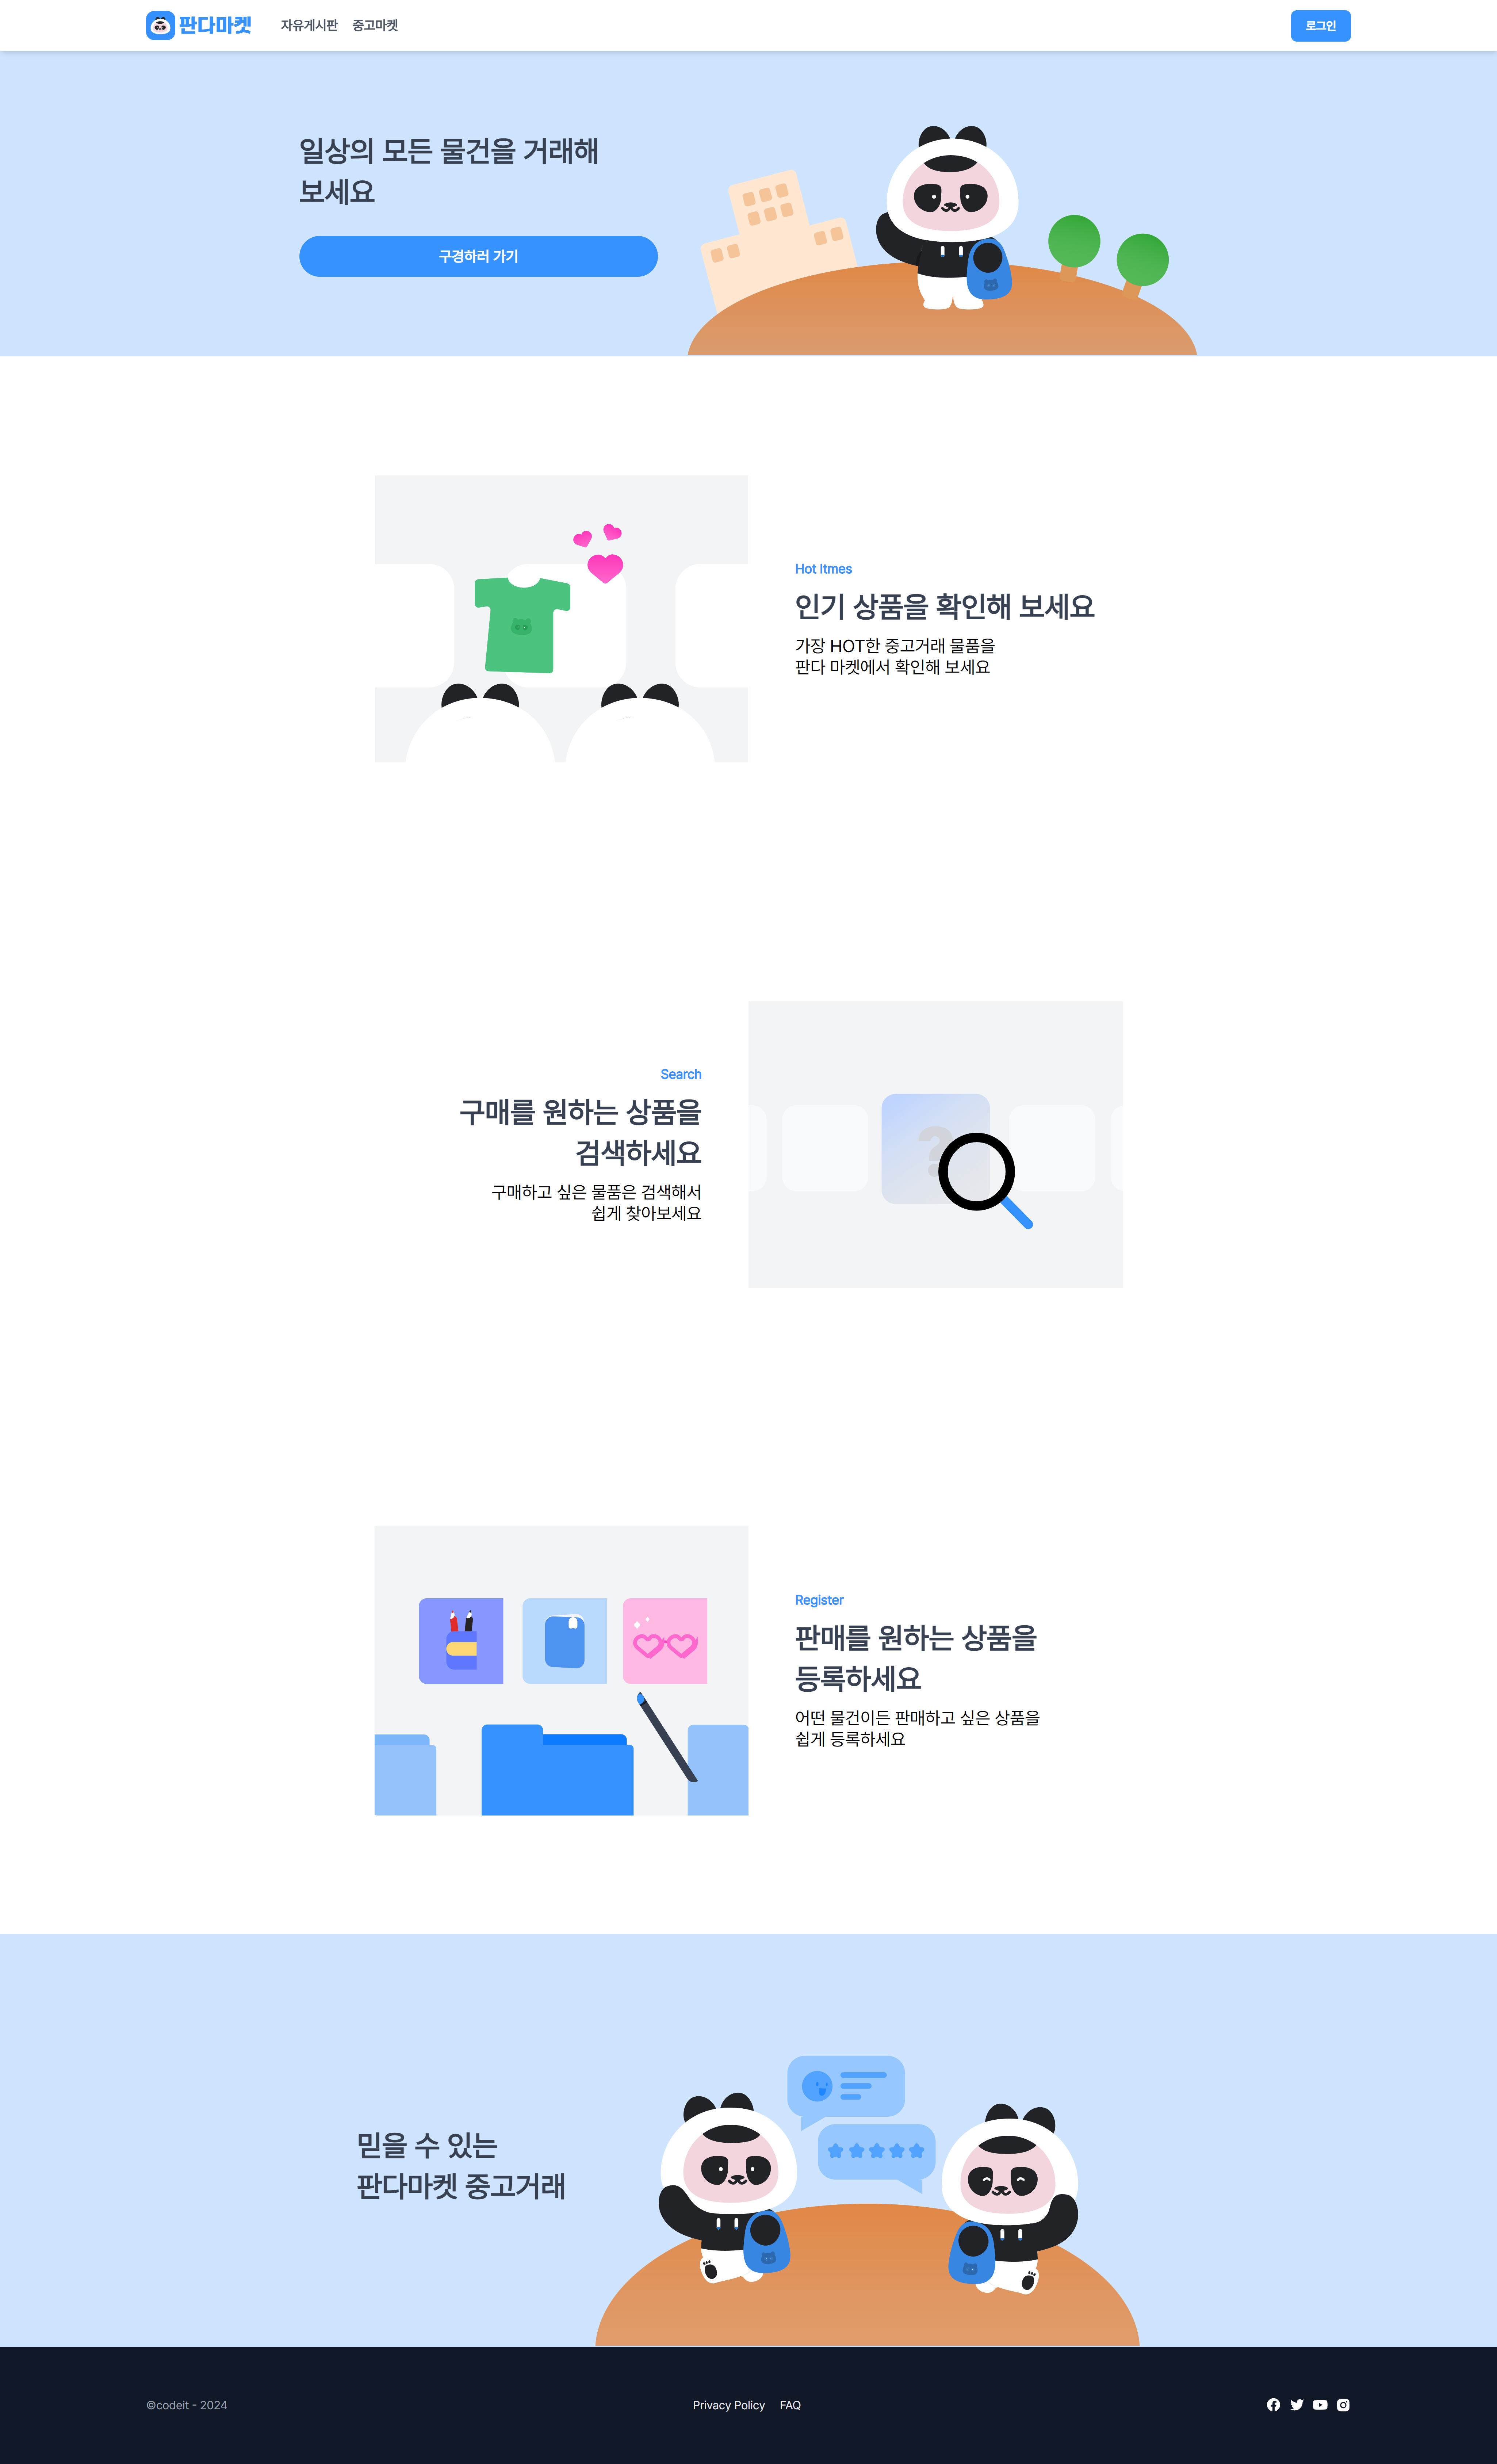 판다마켓
자유게시판 중고마켓
로그인
일상의 모든 물건을 거래해
보세요
구경하러 가기
Hot Itmes
인기 상품을 확인해 보세요
가장 HOT한 중고거래 물품을
판다 마켓에서 확인해 보세요
Search
구매를 원하는 상품을
검색하세요
구매하고 싶은 물품은 검색해서
쉽게 찾아보세요
?
Register
판매를 원하는 상품을
등록하세요
어떤 물건이든 판매하고 싶은 상품을
쉽게 등록하세요
믿을 수 있는
판다마켓 중고거래
©codeit - 2024
Privacy Policy FAQ